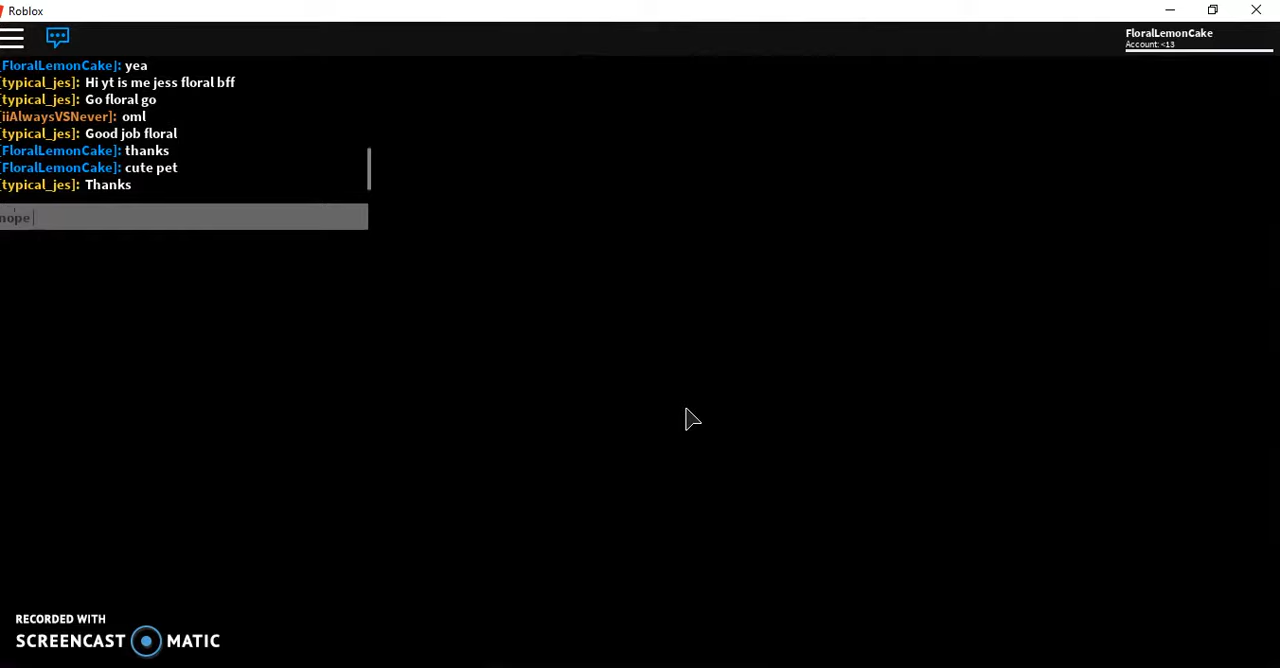 Roblox
FloralLemonCake
Account: <13
[FloralLemonCake]: yea
[typical_jes]: Hi yt is me jess floral bff
[typical_jes]: Go floral go
[iiAlwaysVSNever]: oml
[typical_jes]: Good job floral
[FloralLemonCake]: thanks
[FloralLemonCake]: cute pet
[typical_jes]: Thanks
nope
RECORDED WITH
SCREENCAST MATIC